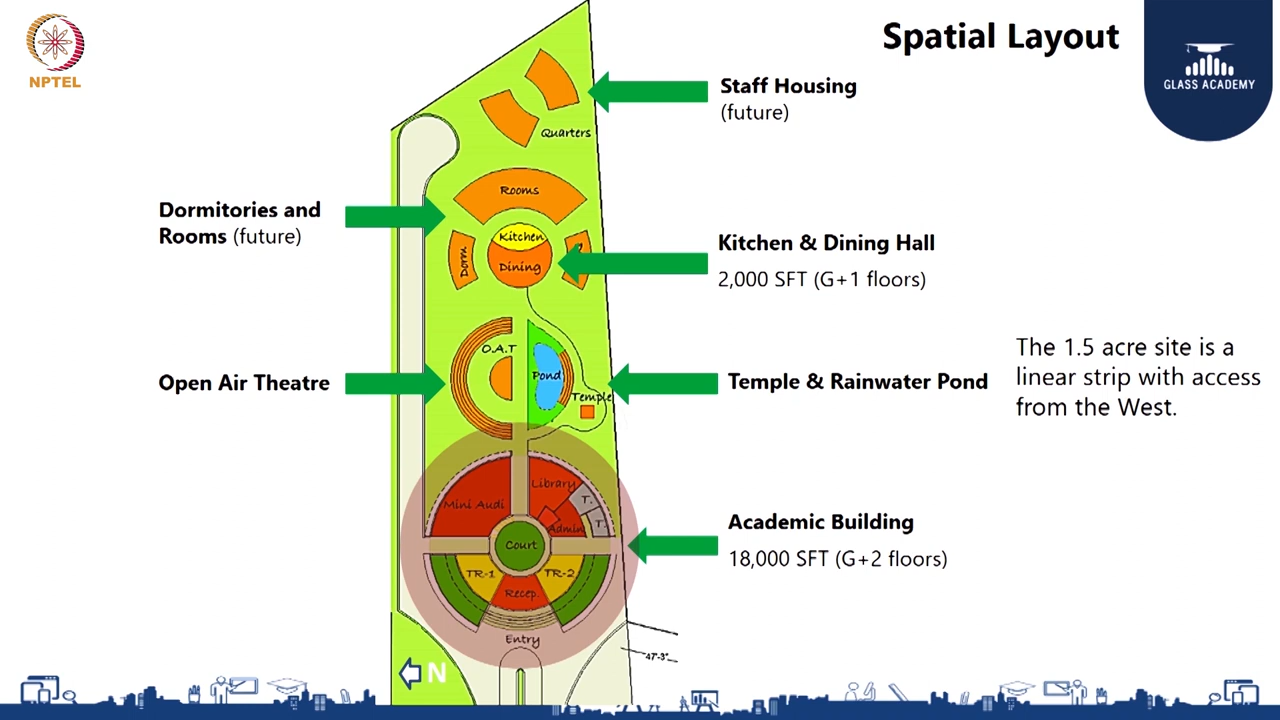 Spatial Layout
NPTEL
GLASS ACADEMY
Staff Housing
(future)
Quarters
Dormitories and
Rooms (future)
Rooms
Kitchen
Dining
Dorm
Kitchen & Dining Hall
2,000 SFT (G+1 floors)
O.A.T
Pond
Temple
Open Air Theatre
Temple & Rainwater Pond
The 1.5 acre site is a
linear strip with access
from the West.
Mini Audi
Library
T.
T.
Admin
Court
TR-1
TR-2
Recep.
Entry
Academic Building
18,000 SFT (G+2 floors)
47'-3"
N